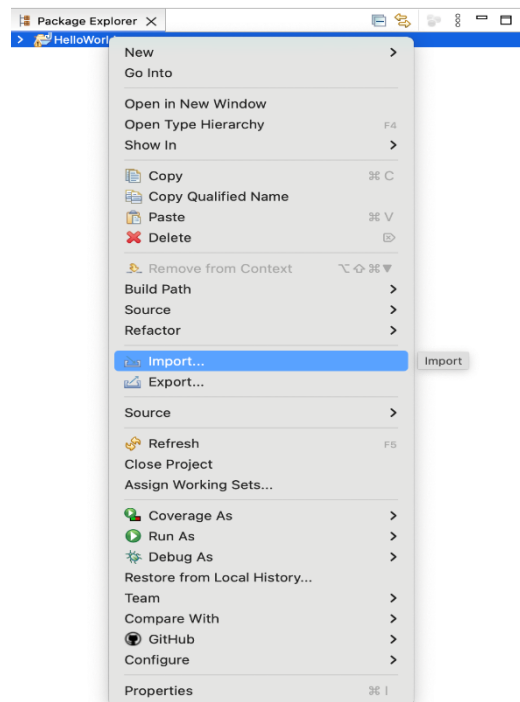 Package Explorer
HelloWorl
New
Go Into
Open in New Window
Open Type Hierarchy F4
Show In
Copy ⌘ C
Copy Qualified Name
Paste ⌘ V
Delete ⌦
Remove from Context ⌥⇧⌘▼
Build Path
Source
Refactor
Import... Import
Export...
Source
Refresh F5
Close Project
Assign Working Sets...
Coverage As
Run As
Debug As
Restore from Local History...
Team
Compare With
GitHub
Configure
Properties ⌘ I